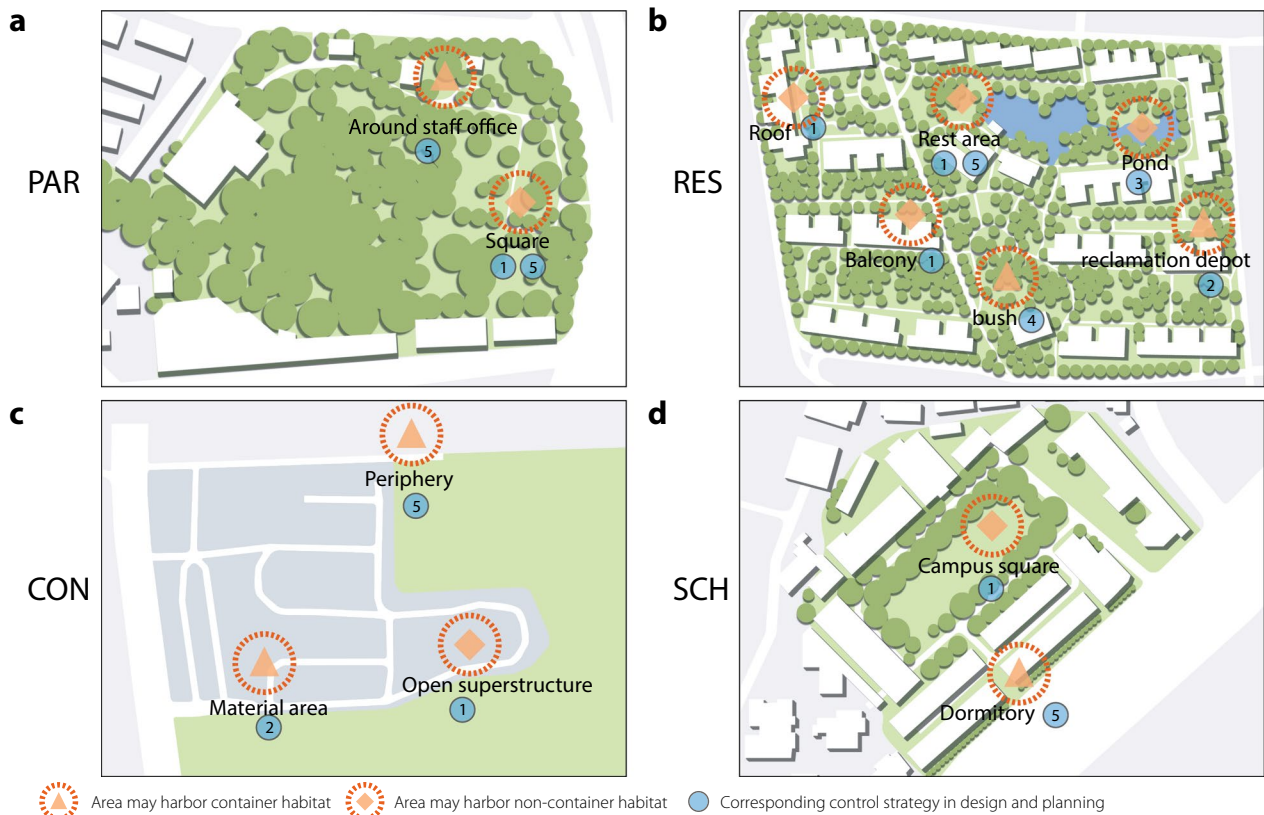 a
PAR
Around staff office
5
Square
1 5
b
RES
Roof 1
Rest area
1 5
Pond
3
Balcony 1
reclamation depot
2
bush 4
c
CON
Periphery
5
Open superstructure
1
Material area
2
d
SCH
Campus square
1
Dormitory 5
Area may harbor container habitat Area may harbor non-container habitat Corresponding control strategy in design and planning